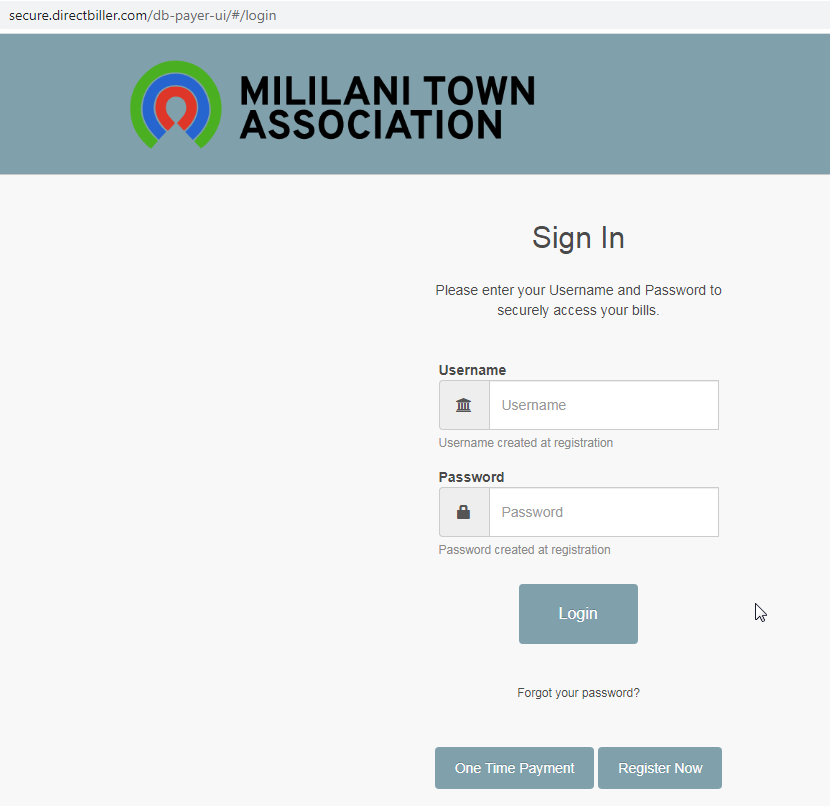 secure.directbiller.com/db-payer-ui/#/login
MILILANI TOWN
ASSOCIATION
Sign In
Please enter your Username and Password to
securely access your bills.
Username
Username
Username created at registration
Password
Password
Password created at registration
Login
Forgot your password?
One Time Payment Register Now